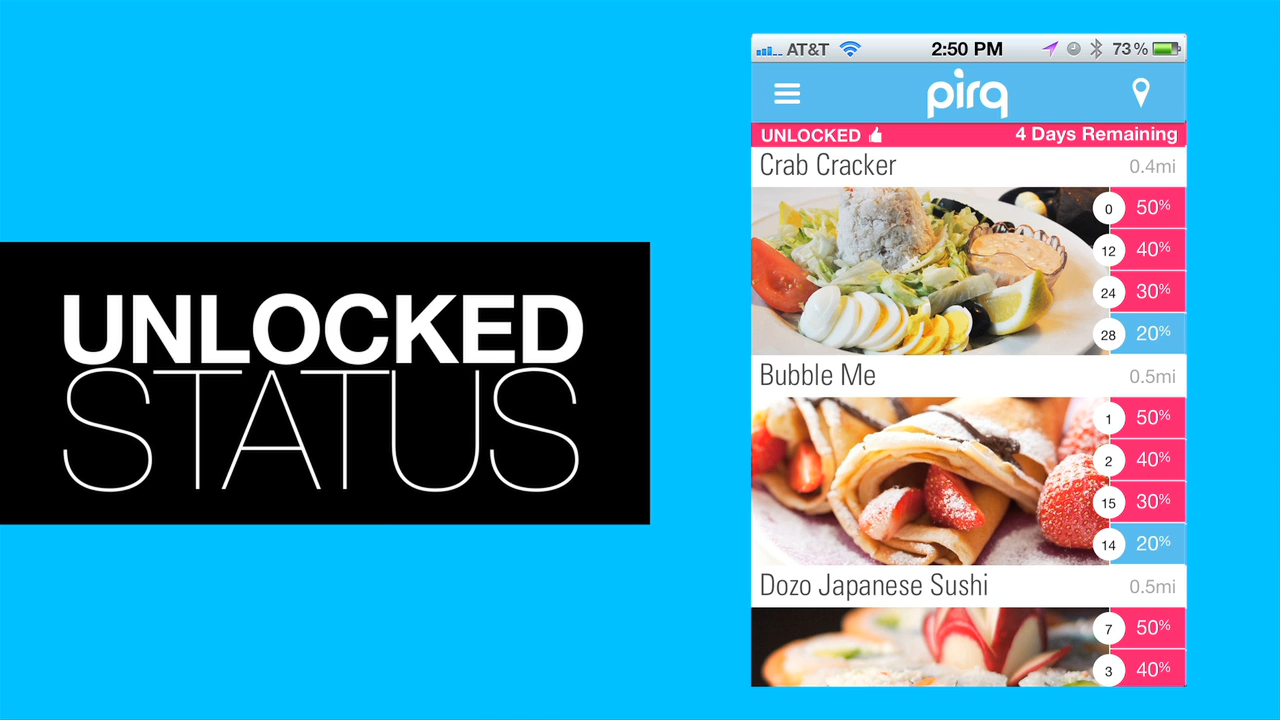 UNLOCKED
STATUS
AT&T 2:50 PM 73%
pirq
UNLOCKED 4 Days Remaining
Crab Cracker 0.4mi
0 50%
12 40%
24 30%
28 20%
Bubble Me 0.5mi
1 50%
2 40%
15 30%
14 20%
Dozo Japanese Sushi 0.5mi
7 50%
3 40%